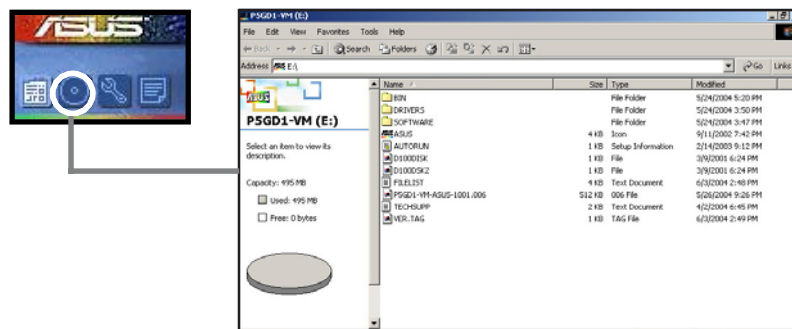 ASUS
P5GD1-VM (E:)
File Edit View Favorites Tools Help
Back Search Folders
Address E:\ Go Links
Name Size Type Modified
BIN File Folder 5/24/2004 5:20 PM
DRIVERS File Folder 5/24/2004 3:50 PM
SOFTWARE File Folder 5/24/2004 3:47 PM
ASUS 4 KB Icon 9/11/2002 7:42 PM
AUTORUN 1 KB Setup Information 2/14/2003 9:12 PM
D100DISK 1 KB File 3/9/2001 6:24 PM
D100DSK2 1 KB File 3/9/2001 6:24 PM
FILELIST 4 KB Text Document 6/3/2004 2:48 PM
P5GD1-VM-ASUS-1001.006 512 KB 006 File 5/26/2004 9:26 PM
TECHSUPP 2 KB Text Document 4/2/2004 6:45 PM
VER.TAG 1 KB TAG File 6/3/2004 2:49 PM
ASUS
P5GD1-VM (E:)
Select an item to view its
description.
Capacity: 495 MB
Used: 495 MB
Free: 0 bytes